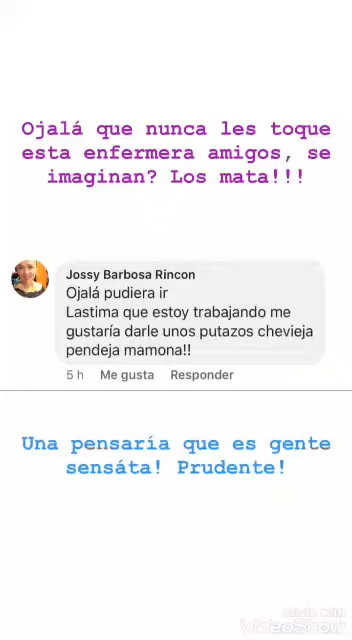 Ojalá que nunca les toque
esta enfermera amigos, se
imaginan? Los mata!!!
Jossy Barbosa Rincon
Ojalá pudiera ir
Lastima que estoy trabajando me
gustaría darle unos putazos chevieja
pendeja mamona!!
5 h Me gusta Responder
Una pensaría que es gente
sensáta! Prudente!
VideoShow